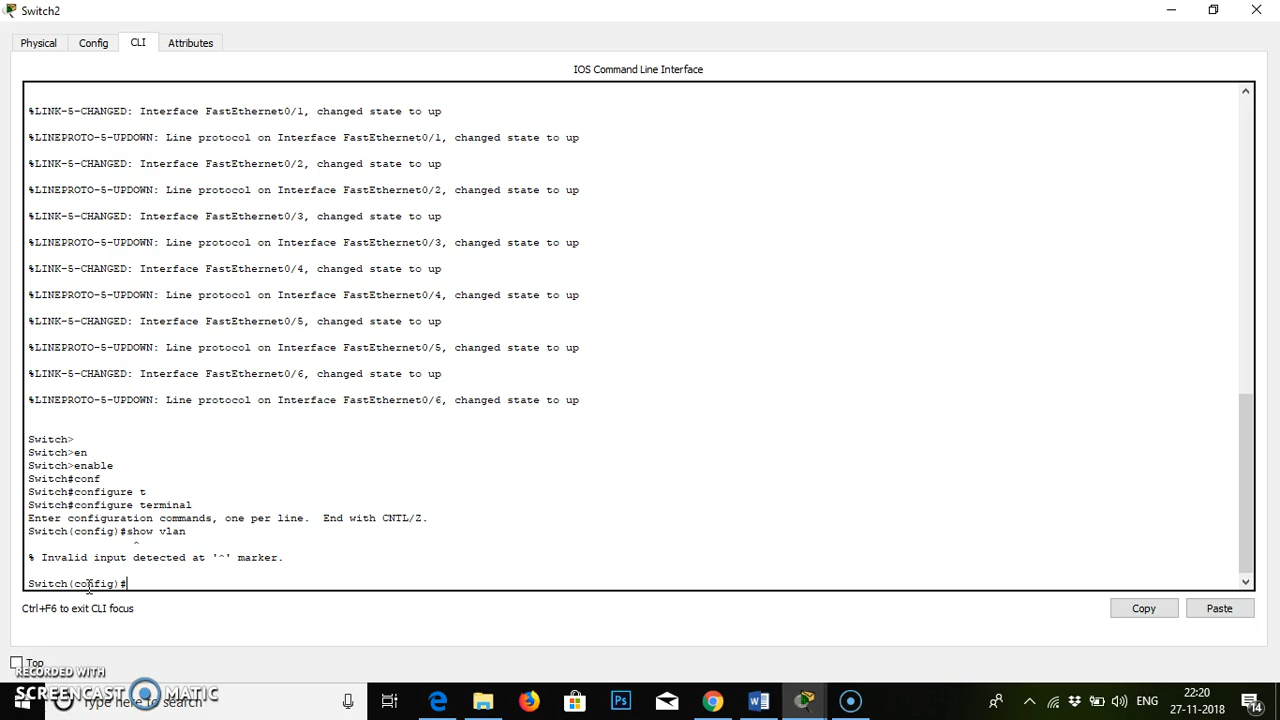 Switch2
Physical Config CLI Attributes
IOS Command Line Interface
%LINK-5-CHANGED: Interface FastEthernet0/1, changed state to up
%LINEPROTO-5-UPDOWN: Line protocol on Interface FastEthernet0/1, changed state to up
%LINK-5-CHANGED: Interface FastEthernet0/2, changed state to up
%LINEPROTO-5-UPDOWN: Line protocol on Interface FastEthernet0/2, changed state to up
%LINK-5-CHANGED: Interface FastEthernet0/3, changed state to up
%LINEPROTO-5-UPDOWN: Line protocol on Interface FastEthernet0/3, changed state to up
%LINK-5-CHANGED: Interface FastEthernet0/4, changed state to up
%LINEPROTO-5-UPDOWN: Line protocol on Interface FastEthernet0/4, changed state to up
%LINK-5-CHANGED: Interface FastEthernet0/5, changed state to up
%LINEPROTO-5-UPDOWN: Line protocol on Interface FastEthernet0/5, changed state to up
%LINK-5-CHANGED: Interface FastEthernet0/6, changed state to up
%LINEPROTO-5-UPDOWN: Line protocol on Interface FastEthernet0/6, changed state to up
Switch>
Switch>en
Switch>enable
Switch#conf
Switch#configure t
Switch#configure terminal
Enter configuration commands, one per line. End with CNTL/Z.
Switch(config)#show vlan
^
% Invalid input detected at '^' marker.
Switch(config)#
Ctrl+F6 to exit CLI focus
Copy Paste
Top
RECORDED WITH
SCREENCAST MATIC
Type here to search
ENG
22:20
27-11-2018
14